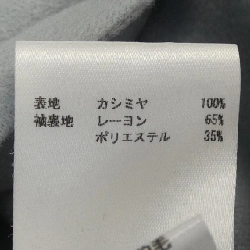 表地 カシミヤ 100%
袖裏地 レーヨン 65%
ポリエステル 35%
毛